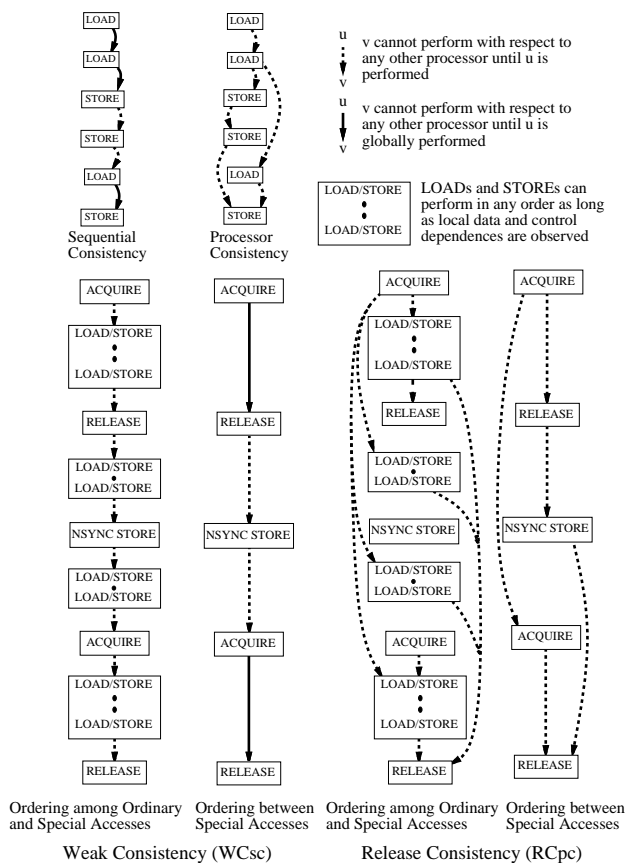 LOAD
LOAD
STORE
STORE
LOAD
STORE
Sequential
Consistency
LOAD
LOAD
STORE
STORE
LOAD
STORE
Processor
Consistency
u
v
v cannot perform with respect to
any other processor until u is
performed
u
v
v cannot perform with respect to
any other processor until u is
globally performed
LOAD/STORE
LOAD/STORE
LOADs and STOREs can
perform in any order as long
as local data and control
dependences are observed
ACQUIRE
LOAD/STORE
LOAD/STORE
RELEASE
LOAD/STORE
LOAD/STORE
NSYNC STORE
LOAD/STORE
LOAD/STORE
ACQUIRE
LOAD/STORE
LOAD/STORE
RELEASE
Ordering among Ordinary
and Special Accesses
ACQUIRE
RELEASE
NSYNC STORE
ACQUIRE
RELEASE
Ordering between
Special Accesses
Weak Consistency (WCsc)
ACQUIRE
LOAD/STORE
LOAD/STORE
RELEASE
LOAD/STORE
LOAD/STORE
NSYNC STORE
LOAD/STORE
LOAD/STORE
ACQUIRE
LOAD/STORE
LOAD/STORE
RELEASE
Ordering among Ordinary
and Special Accesses
ACQUIRE
RELEASE
NSYNC STORE
ACQUIRE
RELEASE
Ordering between
Special Accesses
Release Consistency (RCpc)